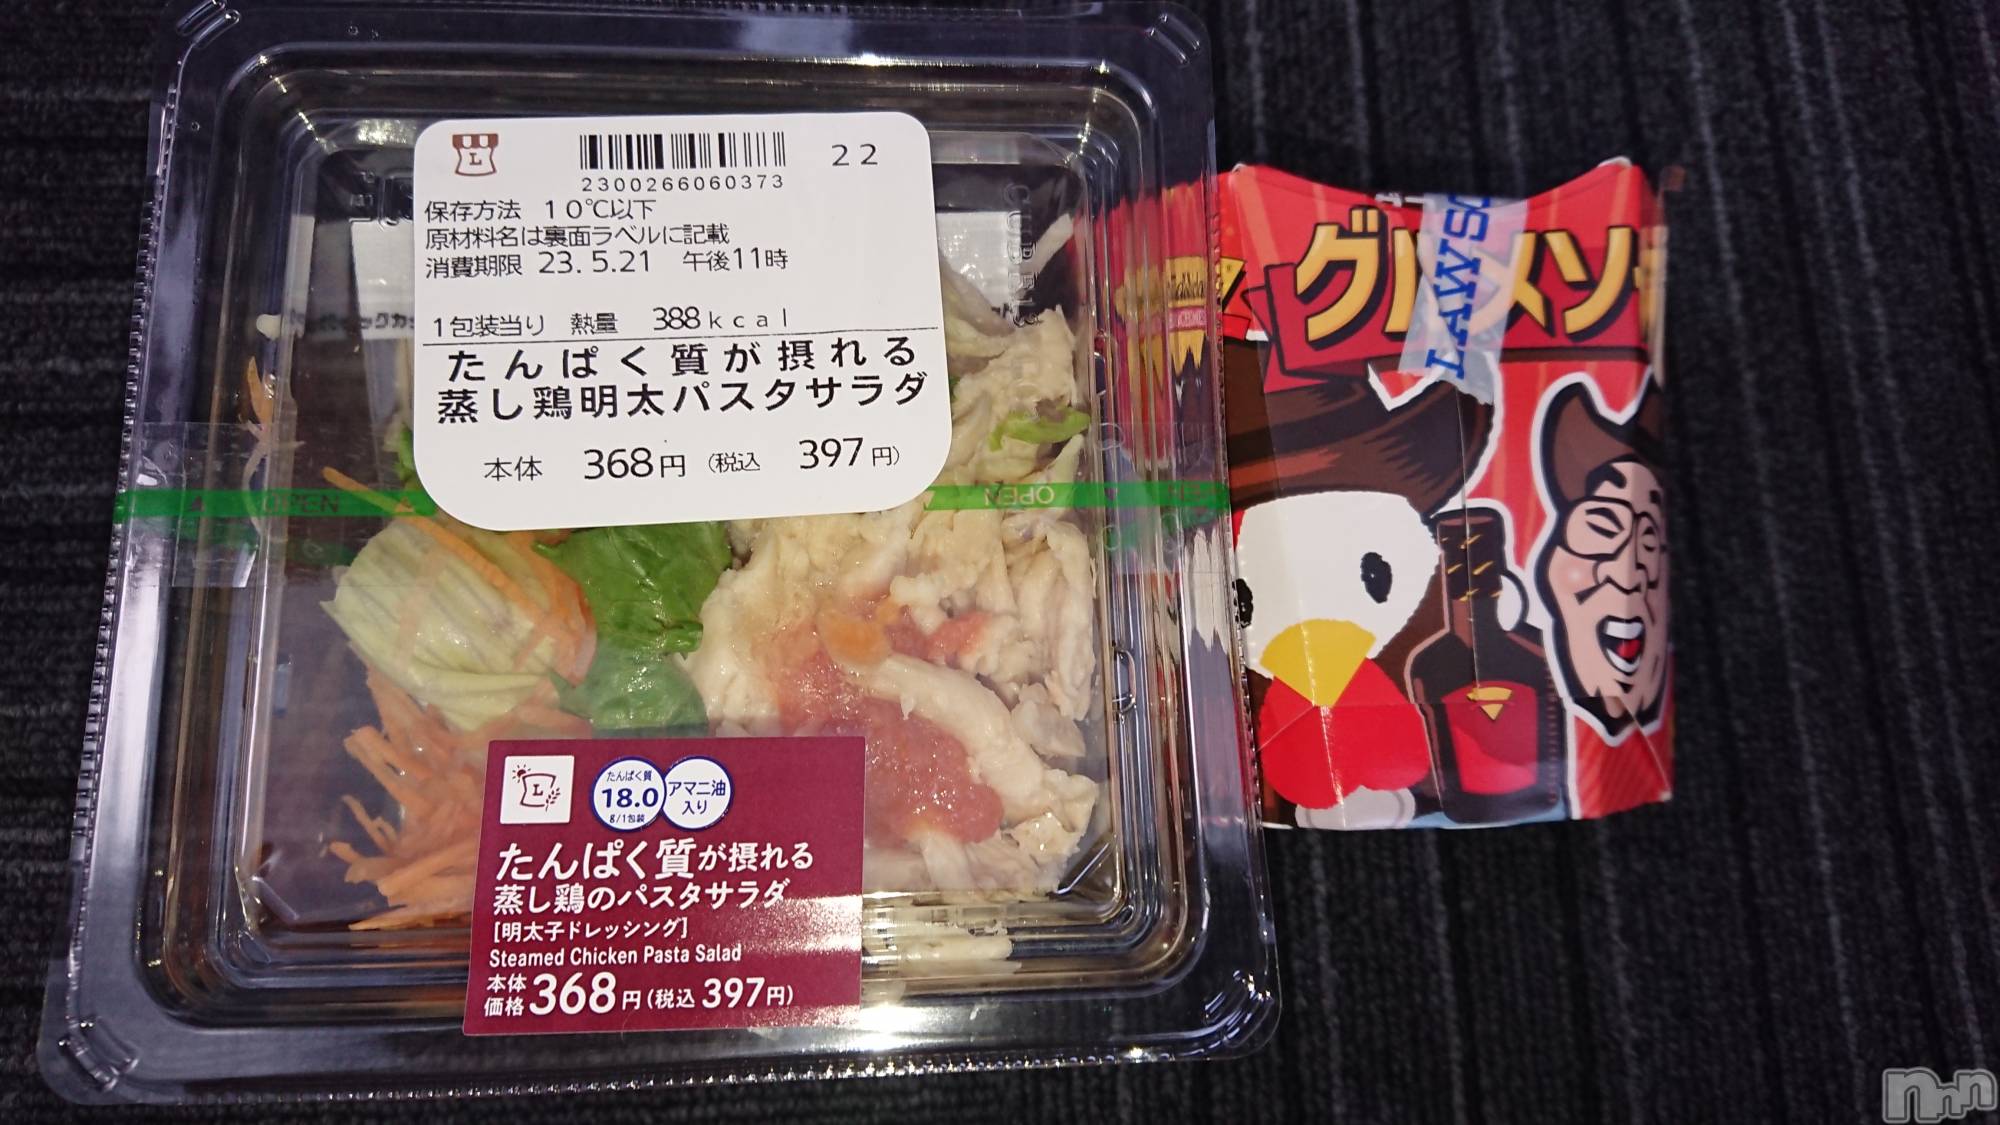 L
22
2300266060373
保存方法 10℃以下
原材料名は裏面ラベルに記載
消費期限 23.5.21 午後11時
1包装当り 熱量 388kcal
たんぱく質が摂れる
蒸し鶏明太パスタサラダ
本体 368円(税込 397円)
OPEN
OPEN
L
たんぱく質
18.0
g/1包装
アマニ油
入り
たんぱく質が摂れる
蒸し鶏のパスタサラダ
[明太子ドレッシング]
Steamed Chicken Pasta Salad
本体
価格368円(税込397円)
グルメソ
LAWSO
nnn